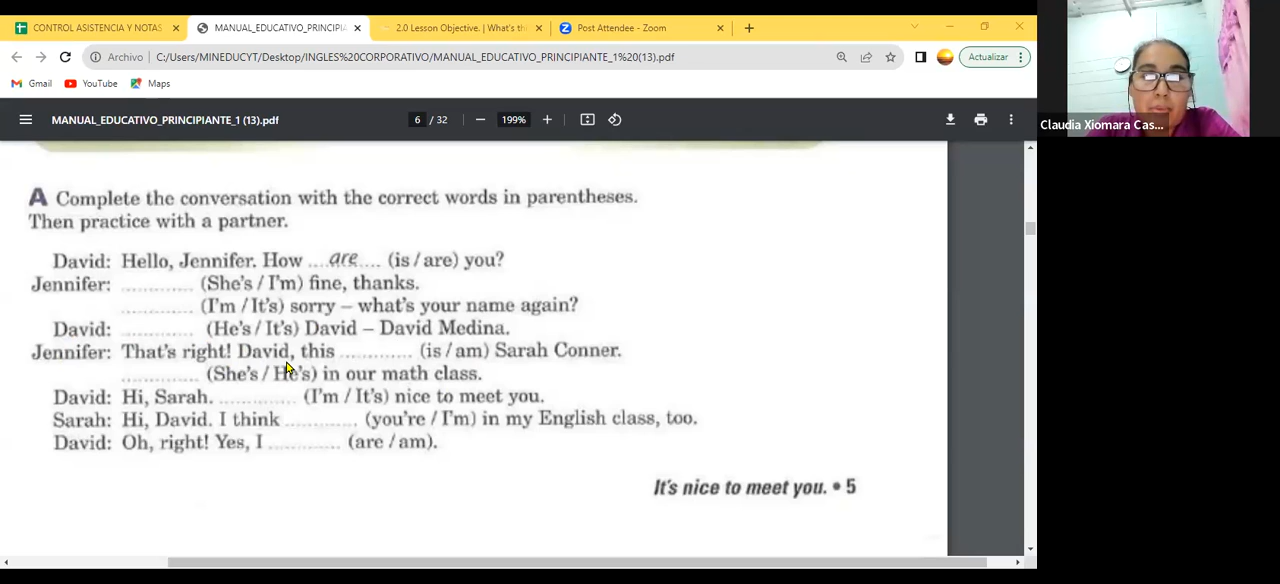 CONTROL ASISTENCIA Y NOTAS
MANUAL_EDUCATIVO_PRINCIPI
2.0 Lesson Objective. | What's th
Post Attendee - Zoom
Archivo | C:/Users/MINEDUCYT/Desktop/INGLES%20CORPORATIVO/MANUAL_EDUCATIVO_PRINCIPIANTE_1%20(13).pdf
Actualizar
Gmail YouTube Maps
MANUAL_EDUCATIVO_PRINCIPIANTE_1 (13).pdf
6 / 32
199%
Claudia Xiomara Cas...
A Complete the conversation with the correct words in parentheses.
Then practice with a partner.
David: Hello, Jennifer. How ....are.... (is / are) you?
Jennifer: ............ (She's / I'm) fine, thanks.
............ (I'm / It's) sorry – what's your name again?
David: ............ (He's / It's) David – David Medina.
Jennifer: That's right! David, this ............ (is / am) Sarah Conner.
............ (She's / He's) in our math class.
David: Hi, Sarah. ............ (I'm / It's) nice to meet you.
Sarah: Hi, David. I think ............ (you're / I'm) in my English class, too.
David: Oh, right! Yes, I ............ (are / am).
It's nice to meet you. • 5